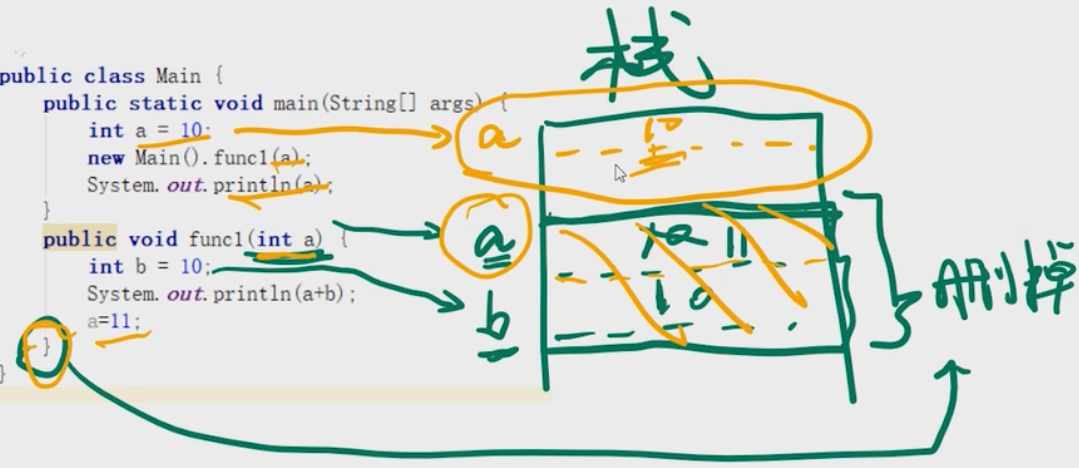 栈
public class Main {
public static void main(String[] args) {
int a = 10;
new Main().func1(a);
System.out.println(a);
}
public void func1(int a) {
int b = 10;
System.out.println(a+b);
a=11;
}
}
a 10
a 10 11
b 10
删掉